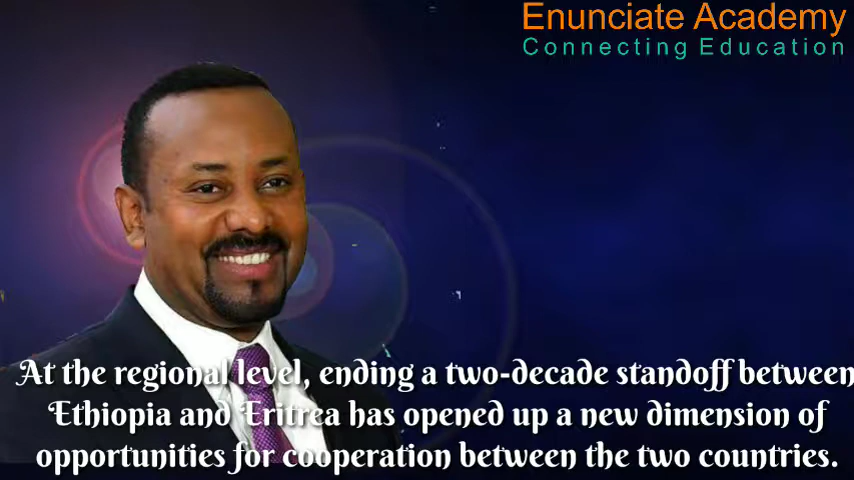 Enunciate Academy
Connecting Education
At the regional level, ending a two-decade standoff between
Ethiopia and Eritrea has opened up a new dimension of
opportunities for cooperation between the two countries.